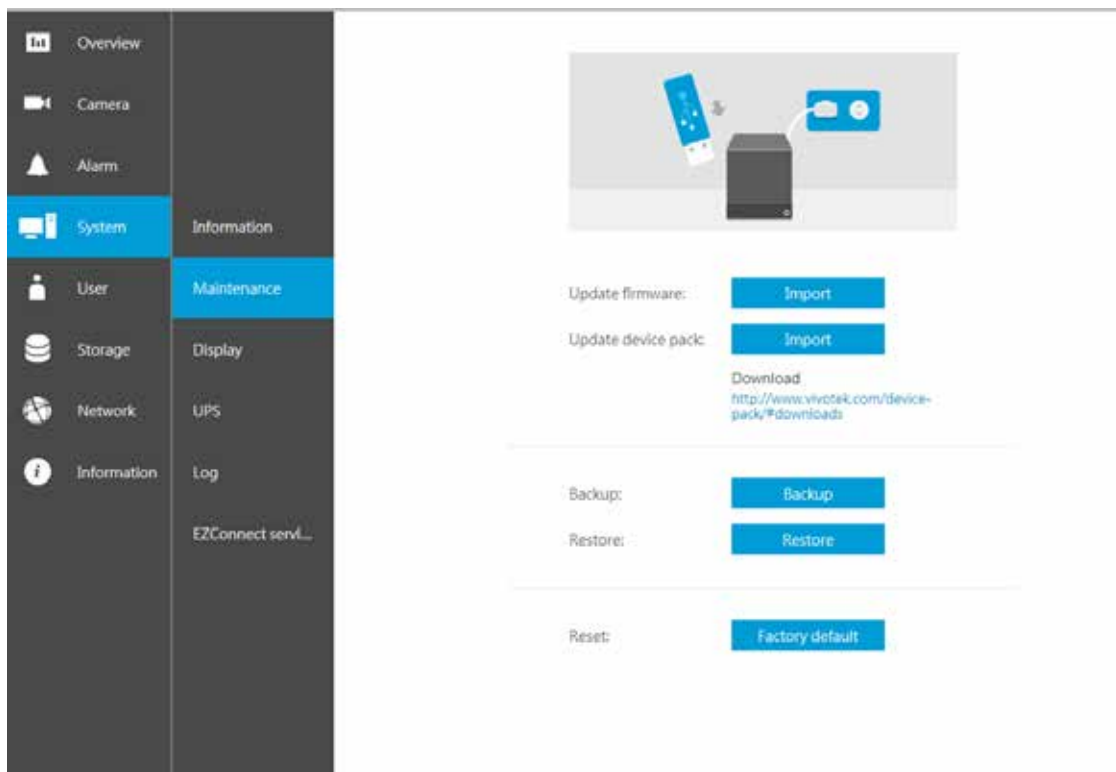 Overview
Camera
Alarm
System
User
Storage
Network
Information
Information
Maintenance
Display
UPS
Log
EZConnect servi...
Update firmware:
Import
Update device pack:
Import
Download
http://www.vivotek.com/device-
pack/#downloads
Backup:
Backup
Restore:
Restore
Reset:
Factory default